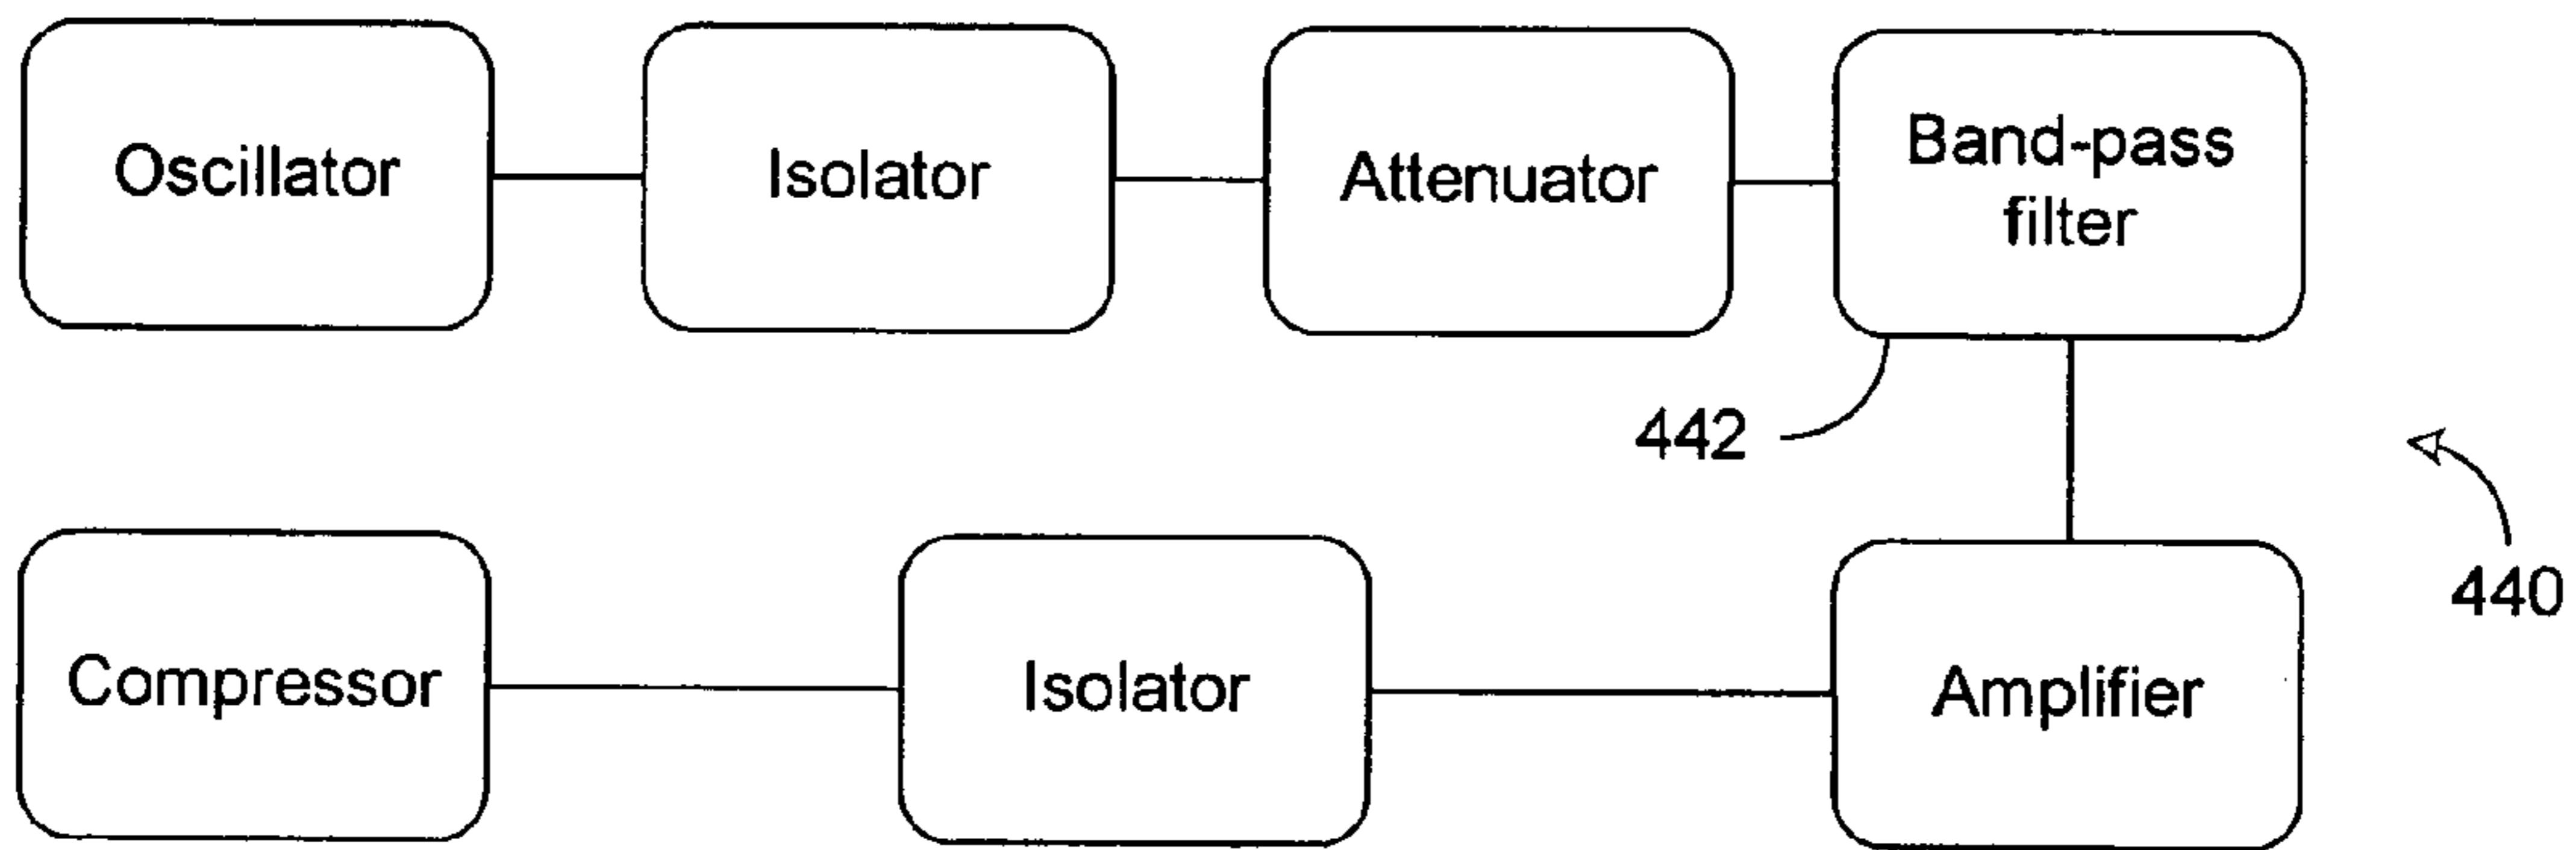 Oscillator
Isolator
Attenuator
Band-pass
filter
442
440
Compressor
Isolator
Amplifier